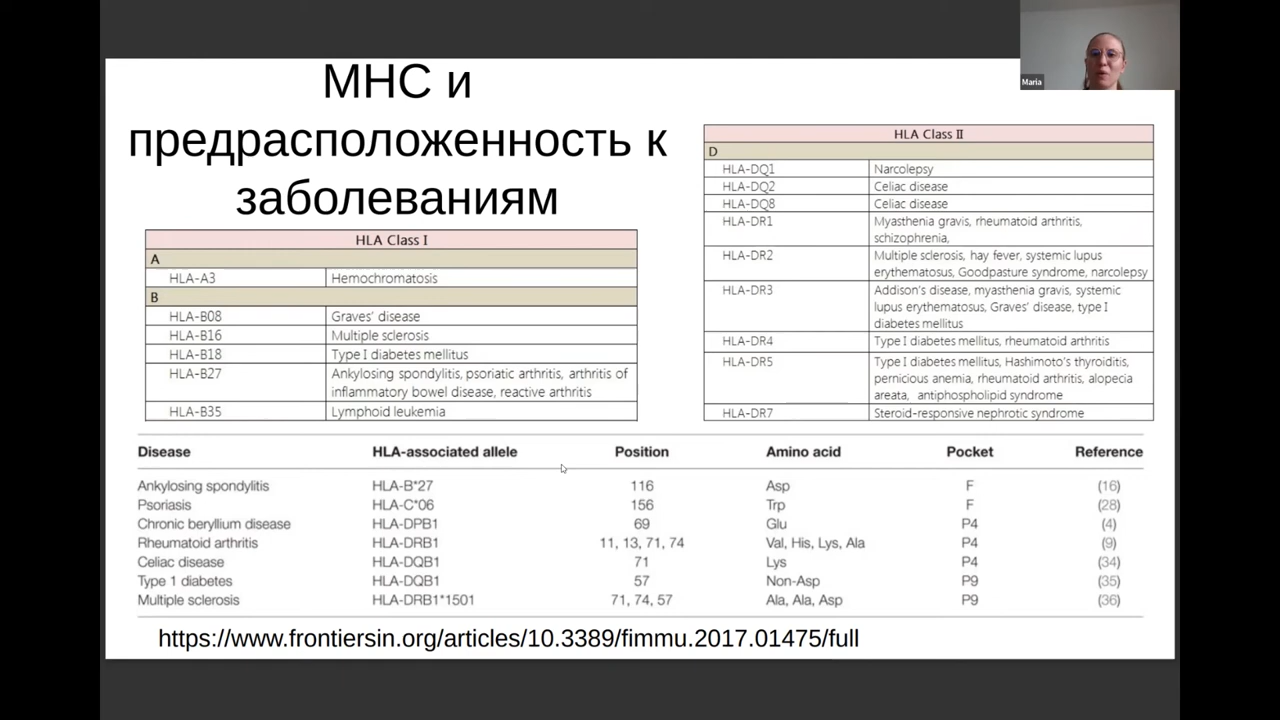 МНС и
предрасположенность к
заболеваниям
Maria
HLA Class I
A
HLA-A3 Hemochromatosis
B
HLA-B08 Graves' disease
HLA-B16 Multiple sclerosis
HLA-B18 Type I diabetes mellitus
HLA-B27 Ankylosing spondylitis, psoriatic arthritis, arthritis of
inflammatory bowel disease, reactive arthritis
HLA-B35 Lymphoid leukemia
HLA Class II
D
HLA-DQ1 Narcolepsy
HLA-DQ2 Celiac disease
HLA-DQ8 Celiac disease
HLA-DR1 Myasthenia gravis, rheumatoid arthritis,
schizophrenia,
HLA-DR2 Multiple sclerosis, hay fever, systemic lupus
erythematosus, Goodpasture syndrome, narcolepsy
HLA-DR3 Addison's disease, myasthenia gravis, systemic
lupus erythematosus, Graves' disease, type I
diabetes mellitus
HLA-DR4 Type I diabetes mellitus, rheumatoid arthritis
HLA-DR5 Type I diabetes mellitus, Hashimoto's thyroiditis,
pernicious anemia, rheumatoid arthritis, alopecia
areata, antiphospholipid syndrome
HLA-DR7 Steroid-responsive nephrotic syndrome
Disease HLA-associated allele Position Amino acid Pocket Reference
Ankylosing spondylitis HLA-B*27 116 Asp F (16)
Psoriasis HLA-C*06 156 Trp F (28)
Chronic beryllium disease HLA-DPB1 69 Glu P4 (4)
Rheumatoid arthritis HLA-DRB1 11, 13, 71, 74 Val, His, Lys, Ala P4 (9)
Celiac disease HLA-DQB1 71 Lys P4 (34)
Type 1 diabetes HLA-DQB1 57 Non-Asp P9 (35)
Multiple sclerosis HLA-DRB1*1501 71, 74, 57 Ala, Ala, Asp P9 (36)
https://www.frontiersin.org/articles/10.3389/fimmu.2017.01475/full